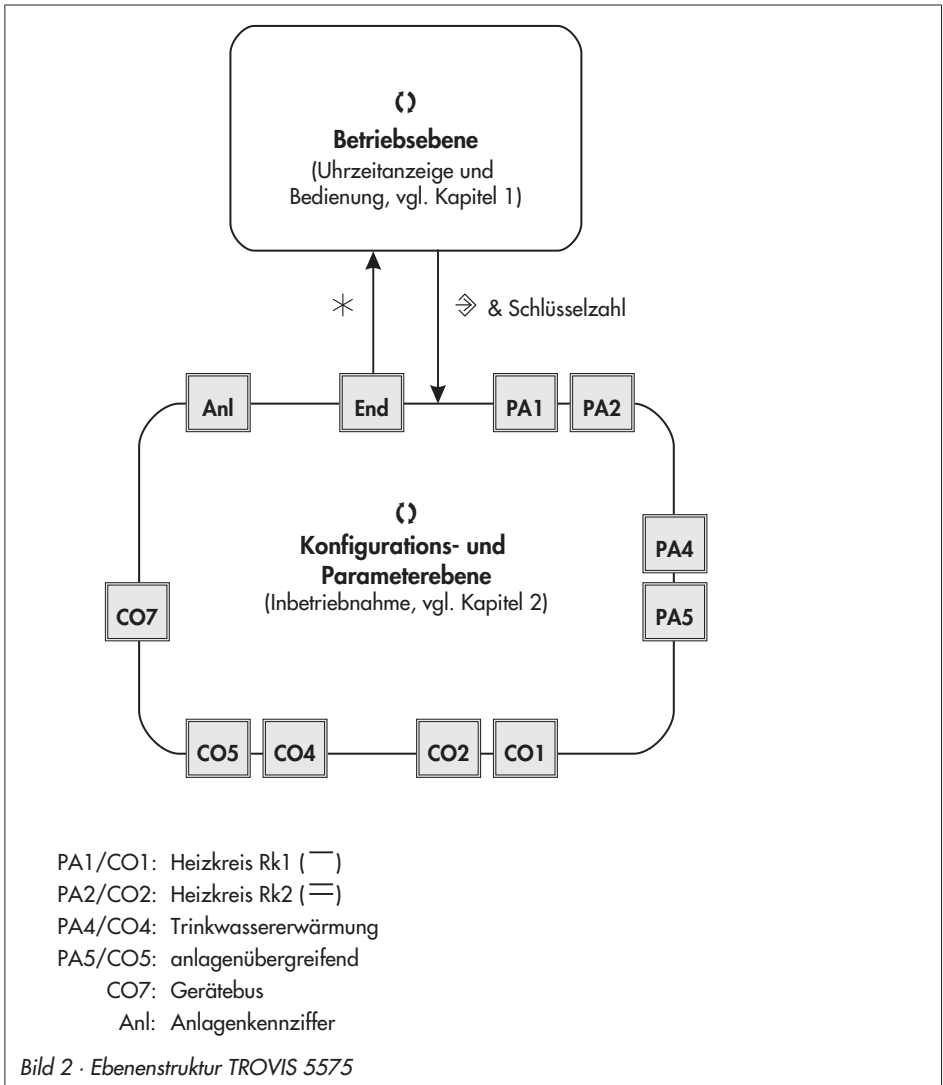 Betriebsebene
(Uhrzeitanzeige und
Bedienung, vgl. Kapitel 1)
& Schlüsselzahl
Anl
End
PA1
PA2
PA4
PA5
Konfigurations- und
Parameterebene
(Inbetriebnahme, vgl. Kapitel 2)
CO7
CO5
CO4
CO2
CO1
PA1/CO1: Heizkreis Rk1 ( )
PA2/CO2: Heizkreis Rk2 ( )
PA4/CO4: Trinkwassererwärmung
PA5/CO5: anlagenübergreifend
CO7: Gerätebus
Anl: Anlagenkennziffer
Bild 2 · Ebenenstruktur TROVIS 5575